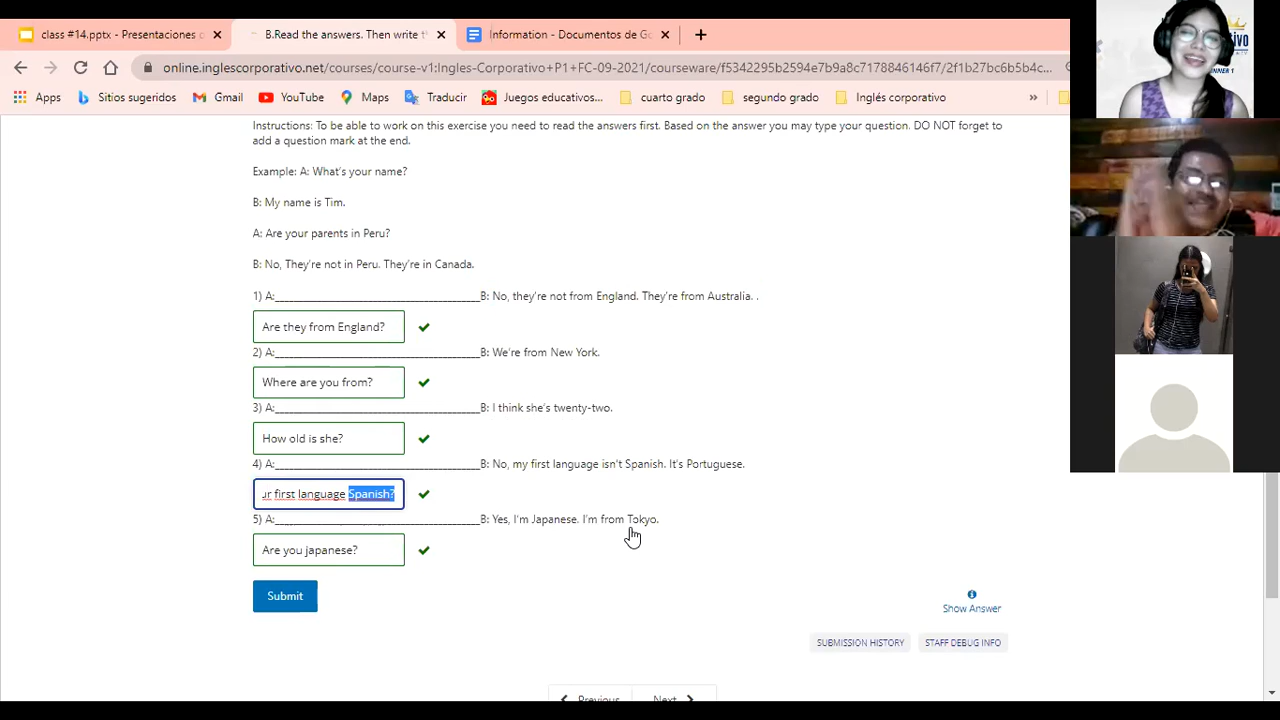 class #14.pptx - Presentaciones
B.Read the answers. Then write t
Information - Documentos de Go
online.inglescorporativo.net/courses/course-v1:Ingles-Corporativo+P1+FC-09-2021/courseware/f5342295b2594e7b9a8c7178846146f7/2f1b27bc6b5b4c...
Apps
Sitios sugeridos
Gmail
YouTube
Maps
Traducir
Juegos educativos...
cuarto grado
segundo grado
Inglés corporativo
»
Instructions: To be able to work on this exercise you need to read the answers first. Based on the answer you may type your question. DO NOT forget to
add a question mark at the end.
Example: A: What's your name?
B: My name is Tim.
A: Are your parents in Peru?
B: No, They're not in Peru. They're in Canada.
1) A:___________________________________B: No, they're not from England. They're from Australia. .
Are they from England?
2) A:___________________________________B: We're from New York.
Where are you from?
3) A:___________________________________B: I think she's twenty-two.
How old is she?
4) A:___________________________________B: No, my first language isn't Spanish. It's Portuguese.
ur first language Spanish?
5) A:___________________________________B: Yes, I'm Japanese. I'm from Tokyo.
Are you japanese?
Submit
Show Answer
SUBMISSION HISTORY
STAFF DEBUG INFO
Previous
Next